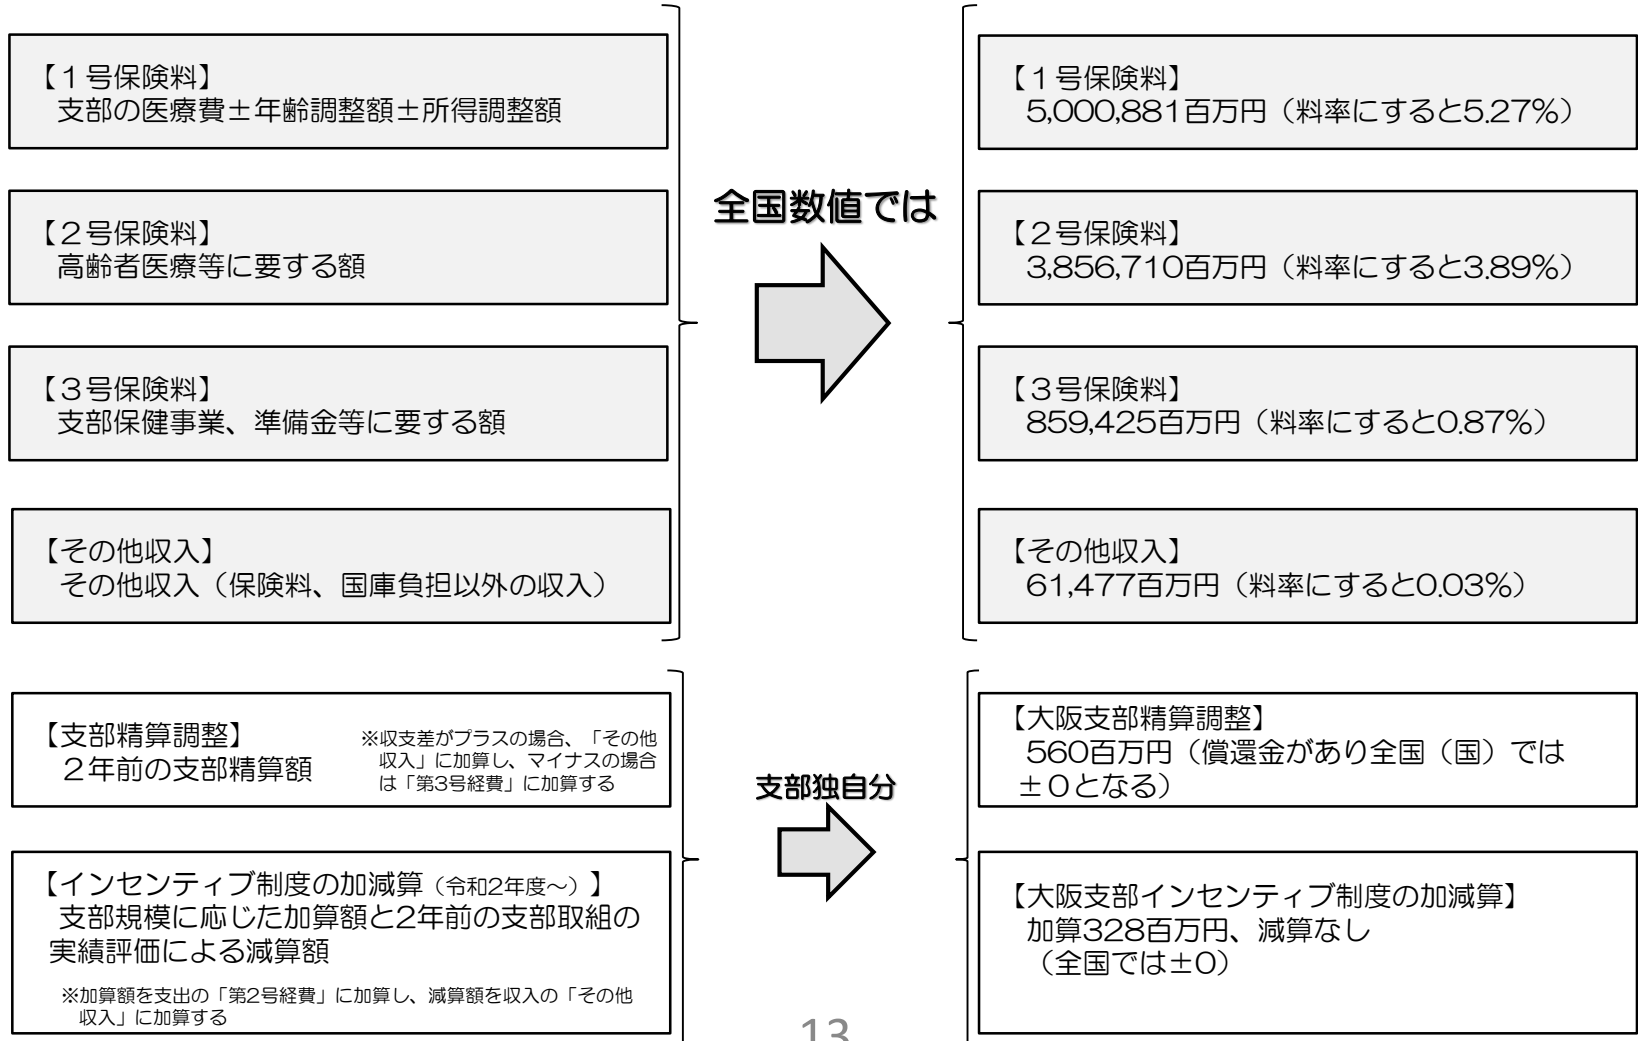 【１号保険料】
支部の医療費±年齢調整額±所得調整額
【２号保険料】
高齢者医療等に要する額
【３号保険料】
支部保健事業、準備金等に要する額
【その他収入】
その他収入（保険料、国庫負担以外の収入）
全国数値では
【１号保険料】
5,000,881百万円（料率にすると5.27％）
【２号保険料】
3,856,710百万円（料率にすると3.89％）
【３号保険料】
859,425百万円（料率にすると0.87％）
【その他収入】
61,477百万円（料率にすると0.03％）
【支部精算調整】
２年前の支部精算額
※収支差がプラスの場合、「その他
収入」に加算し、マイナスの場合
は「第3号経費」に加算する
【インセンティブ制度の加減算（令和2年度～）】
支部規模に応じた加算額と2年前の支部取組の
実績評価による減算額
※加算額を支出の「第2号経費」に加算し、減算額を収入の「その他
収入」に加算する
支部独自分
【大阪支部精算調整】
560百万円（償還金があり全国（国）では
±０となる）
【大阪支部インセンティブ制度の加減算】
加算328百万円、減算なし
（全国では±0）
13